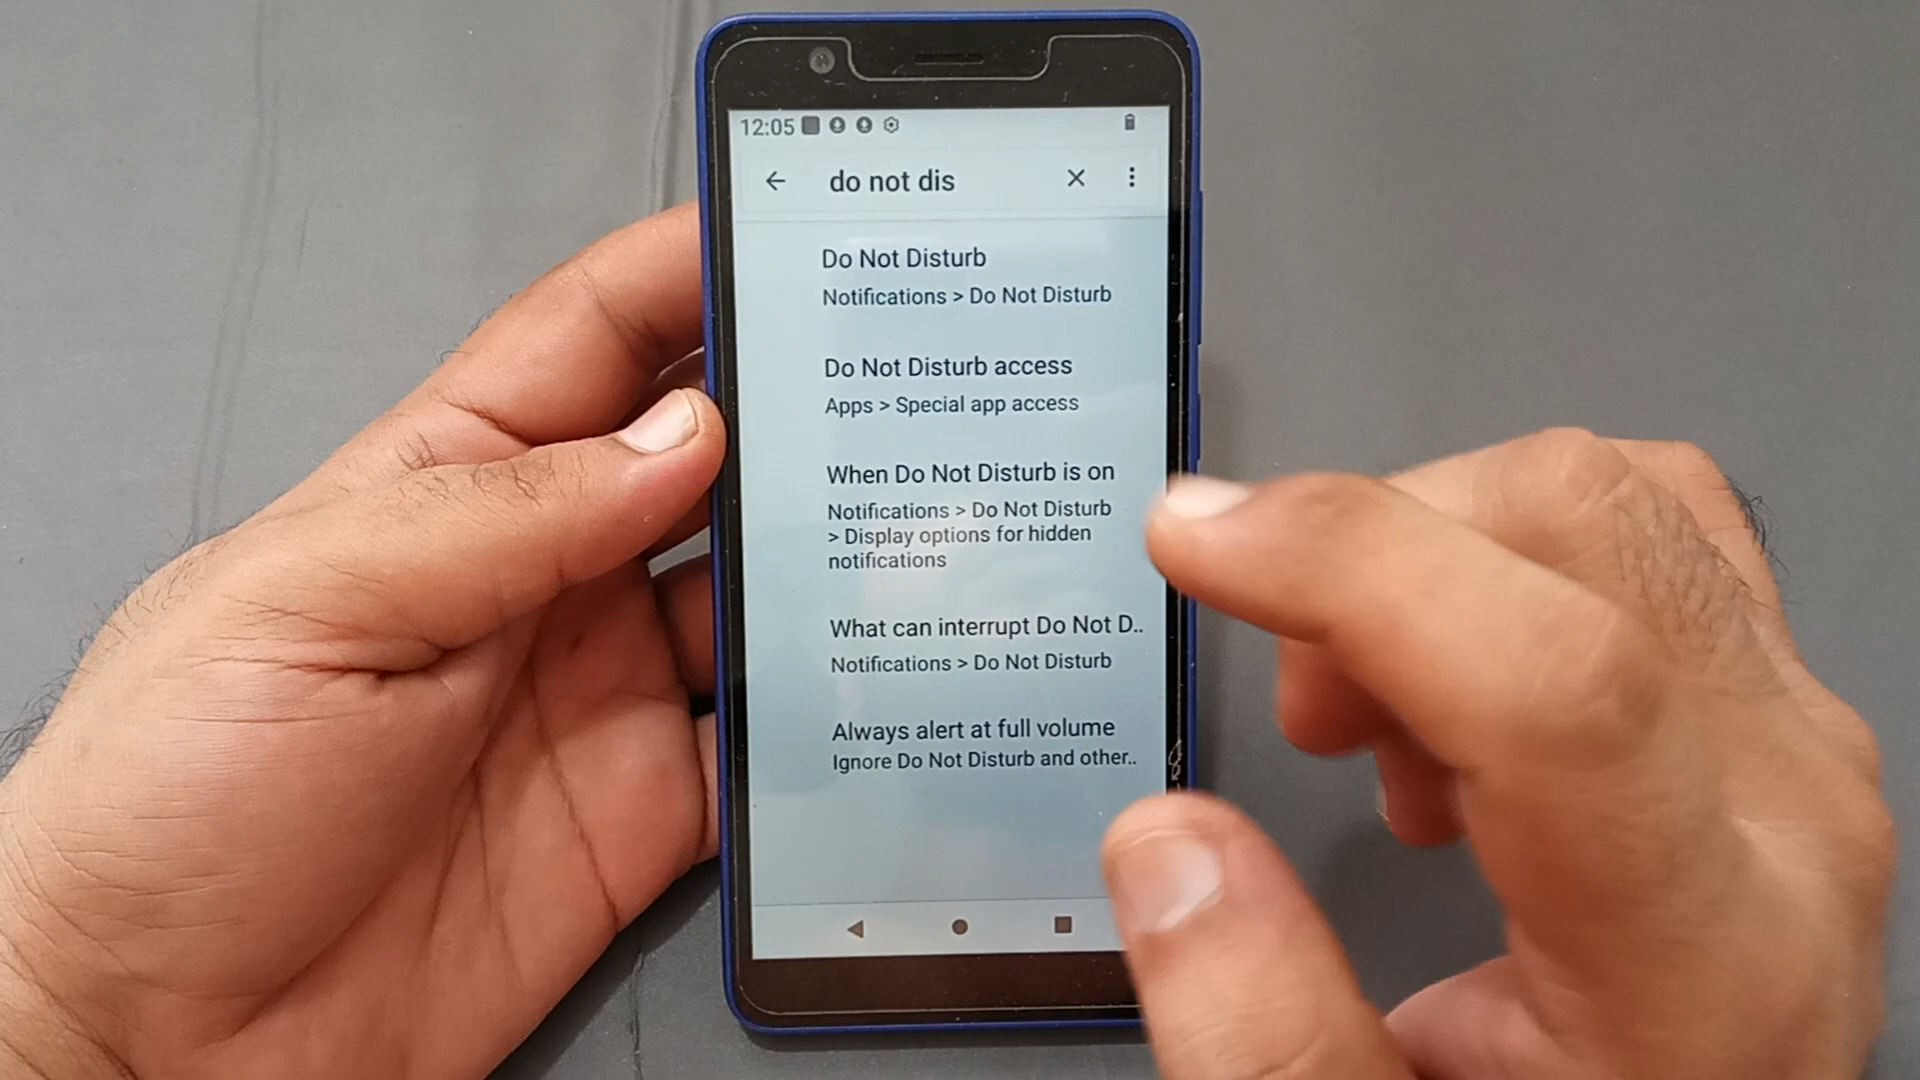 12:05
do not dis
Do Not Disturb
Notifications > Do Not Disturb
Do Not Disturb access
Apps > Special app access
When Do Not Disturb is on
Notifications > Do Not Disturb
> Display options for hidden
notifications
What can interrupt Do Not D..
Notifications > Do Not Disturb
Always alert at full volume
Ignore Do Not Disturb and other..